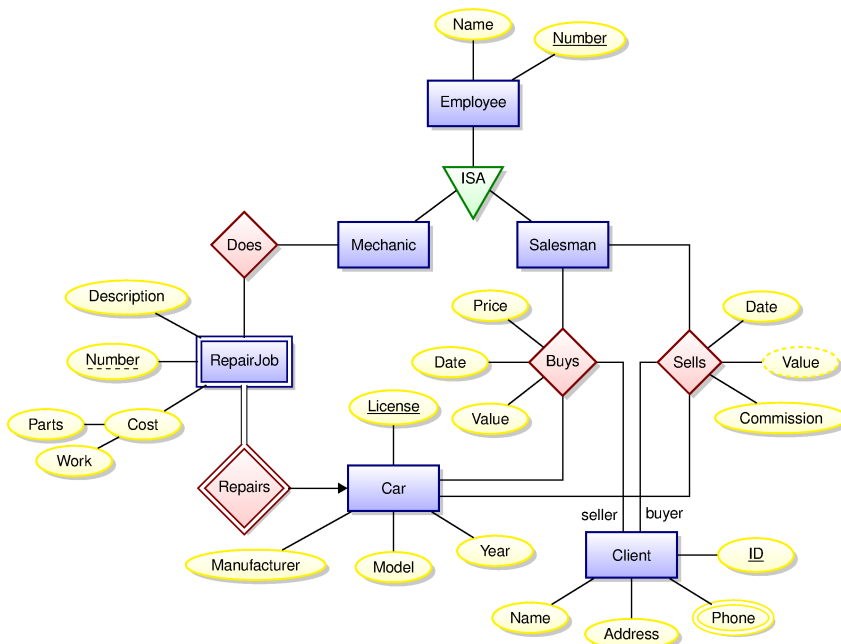 Name
Number
Employee
ISA
Does
Mechanic
Salesman
Description
Price
Date
Number
RepairJob
Date
Buys
Sells
Value
Parts
Cost
License
Value
Commission
Work
Repairs
Car
seller
buyer
Manufacturer
Model
Year
Client
ID
Name
Address
Phone